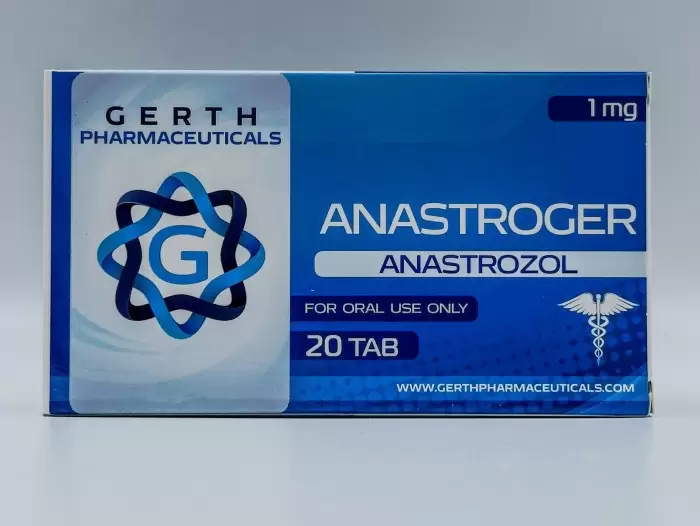 GERTH
PHARMACEUTICALS
G
1 mg
ANASTROGER
ANASTROZOL
FOR ORAL USE ONLY
20 TAB
WWW.GERTHPHARMACEUTICALS.COM